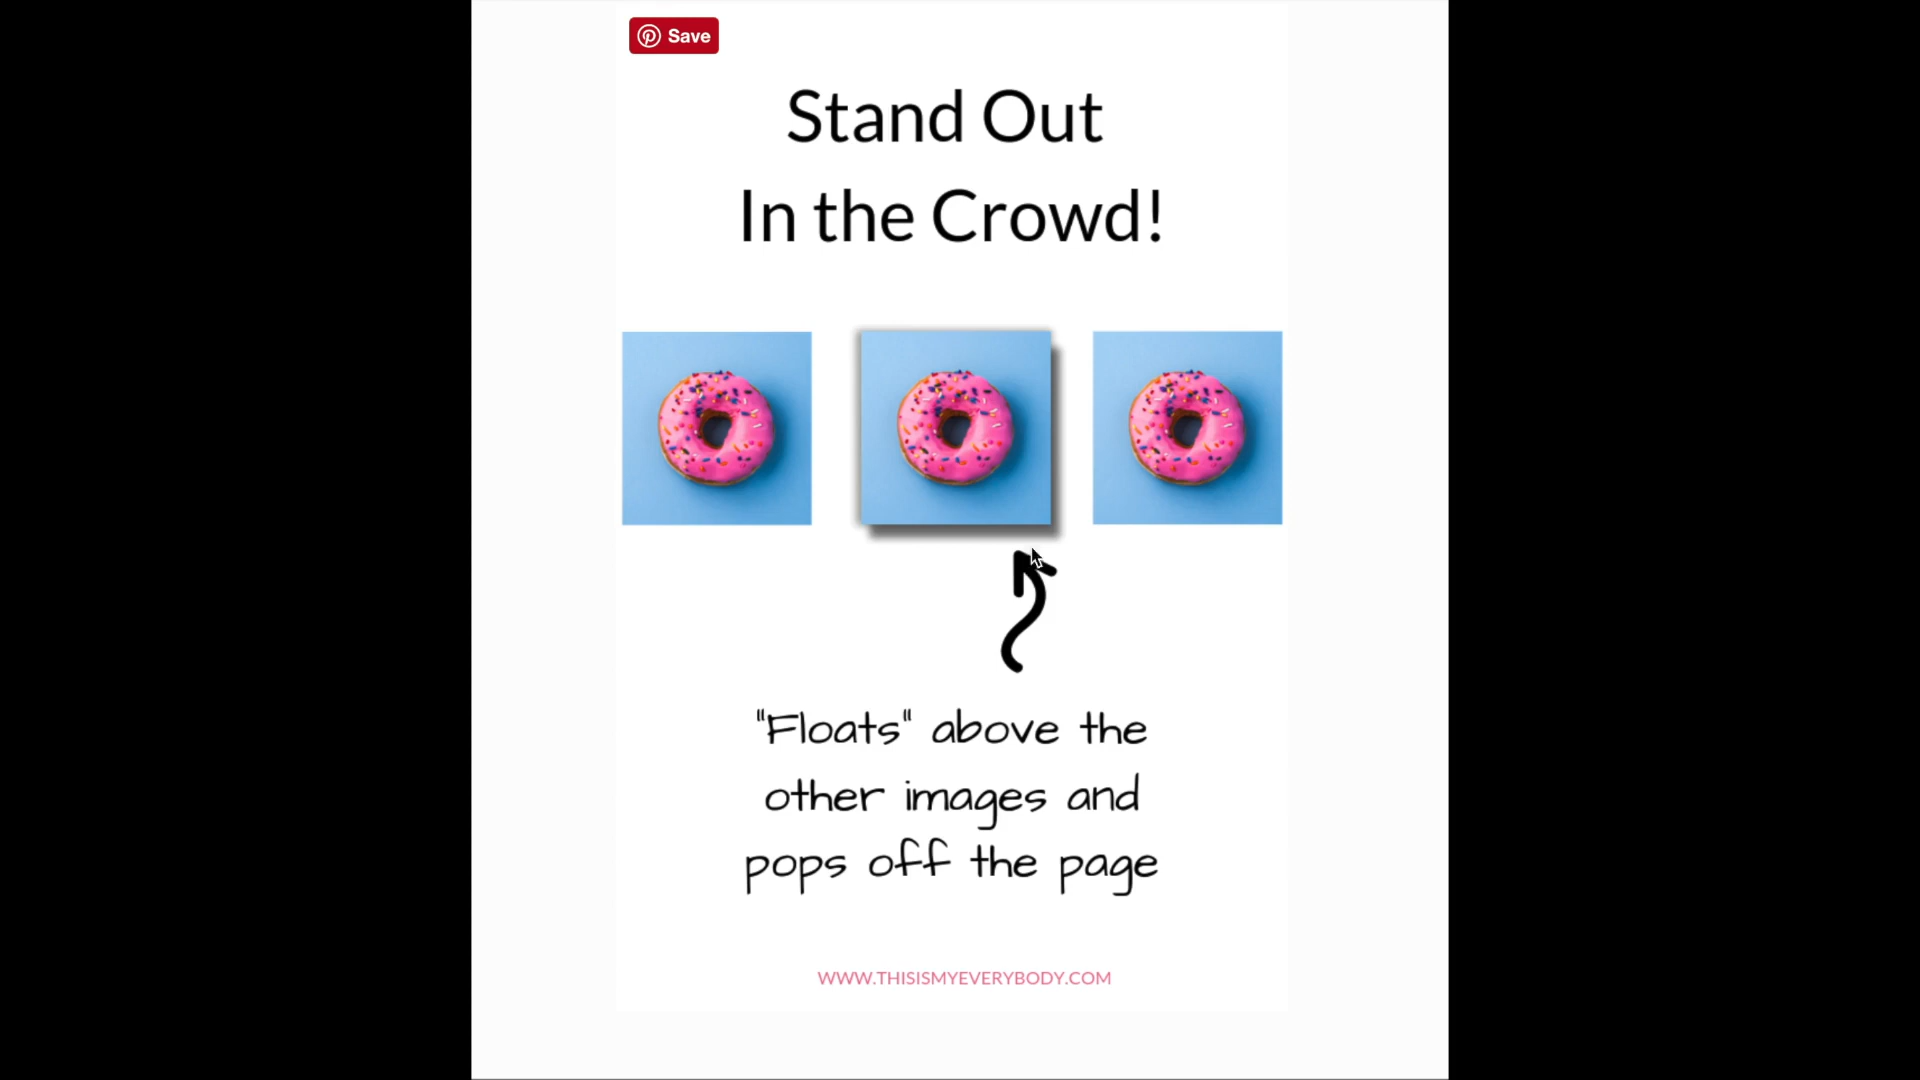 Save
Stand Out
In the Crowd!
"Floats" above the
other images and
pops off the page
WWW.THISISMYEVERYBODY.COM